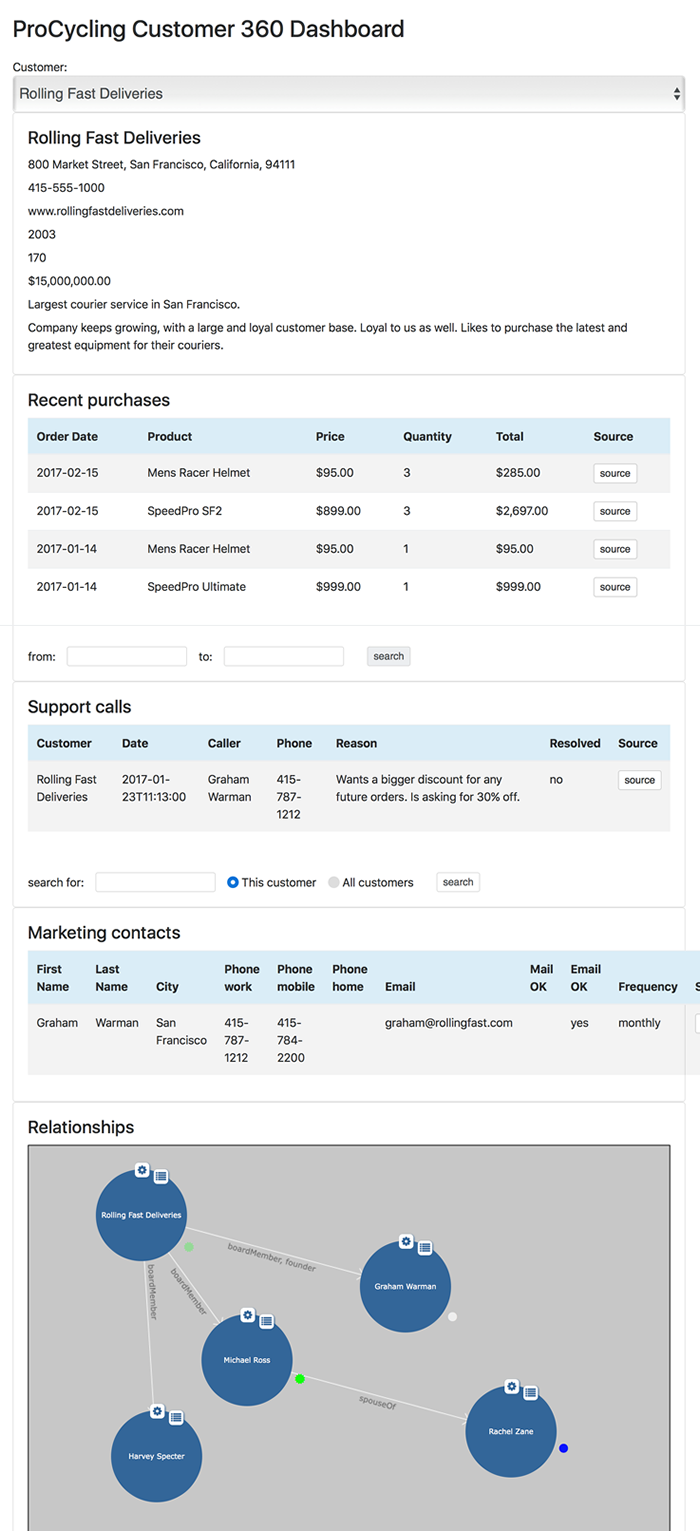 ProCycling Customer 360 Dashboard
Customer:
Rolling Fast Deliveries
Rolling Fast Deliveries
800 Market Street, San Francisco, California, 94111
415-555-1000
www.rollingfastdeliveries.com
2003
170
$15,000,000.00
Largest courier service in San Francisco.
Company keeps growing, with a large and loyal customer base. Loyal to us as well. Likes to purchase the latest and
greatest equipment for their couriers.
Recent purchases
Order Date Product Price Quantity Total Source
2017-02-15 Mens Racer Helmet $95.00 3 $285.00 source
2017-02-15 SpeedPro SF2 $899.00 3 $2,697.00 source
2017-01-14 Mens Racer Helmet $95.00 1 $95.00 source
2017-01-14 SpeedPro Ultimate $999.00 1 $999.00 source
from: to: search
Support calls
Customer Date Caller Phone Reason Resolved Source
Rolling Fast 2017-01- Graham 415- Wants a bigger discount for any no source
Deliveries 23T11:13:00 Warman 787- future orders. Is asking for 30% off.
1212
search for: This customer All customers search
Marketing contacts
First Last Phone Phone Phone Mail Email
Name Name City work mobile home Email OK OK Frequency S
Graham Warman San 415- 415- graham@rollingfast.com yes monthly
Francisco 787- 784-
1212 2200
Relationships
Rolling Fast Deliveries
boardMember, founder
Graham Warman
boardMember
boardMember
Michael Ross
spouseOf
Rachel Zane
Harvey Specter